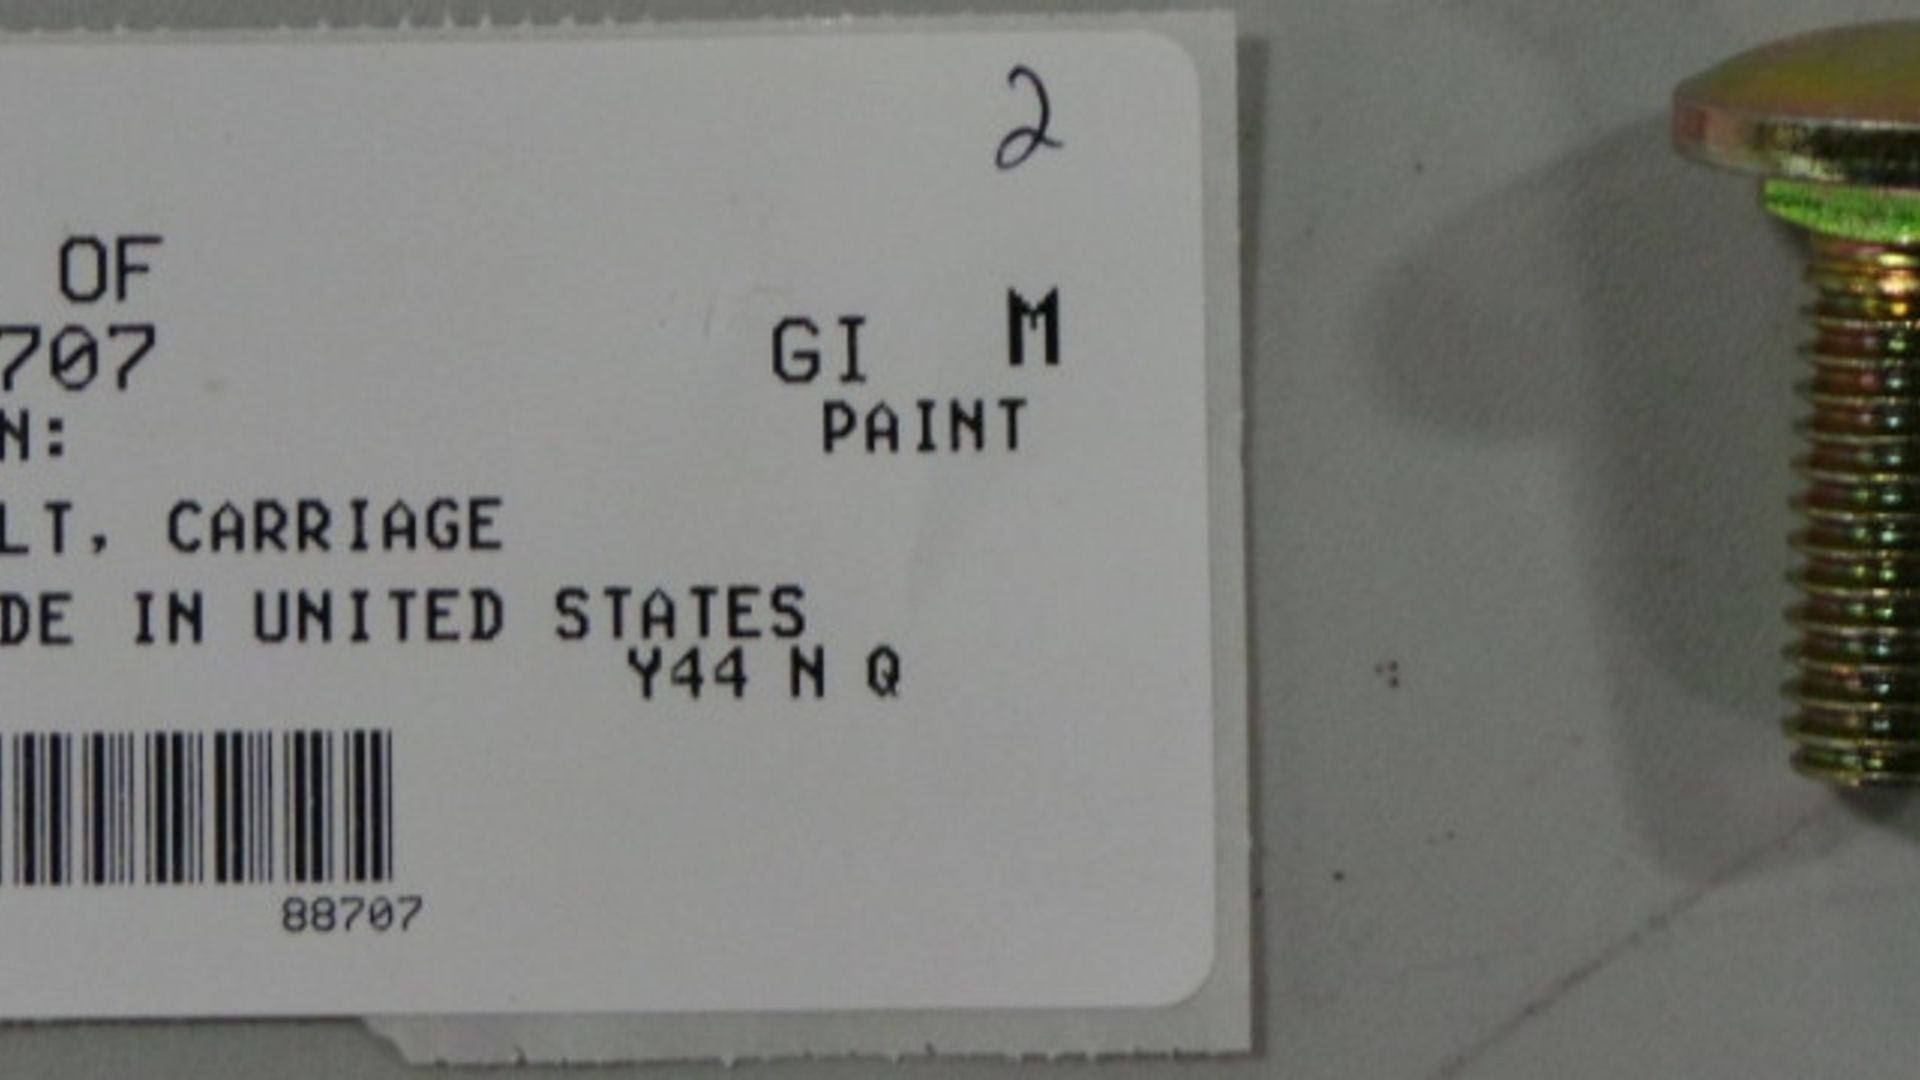 2
OF
707
GI M
PAINT
N:
LT, CARRIAGE
DE IN UNITED STATES
Y44 N Q
88707